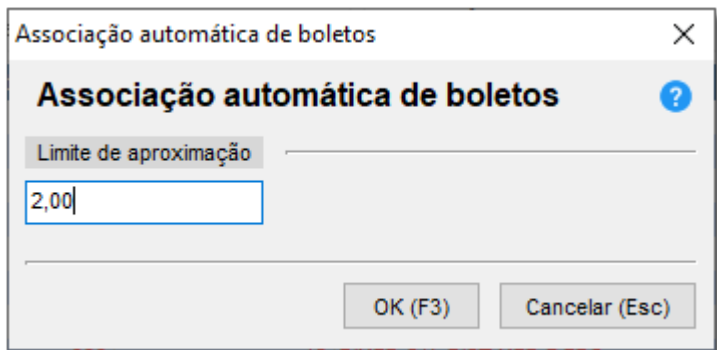 Associação automática de boletos
Associação automática de boletos
?
Limite de aproximação
2,00
OK (F3) Cancelar (Esc)